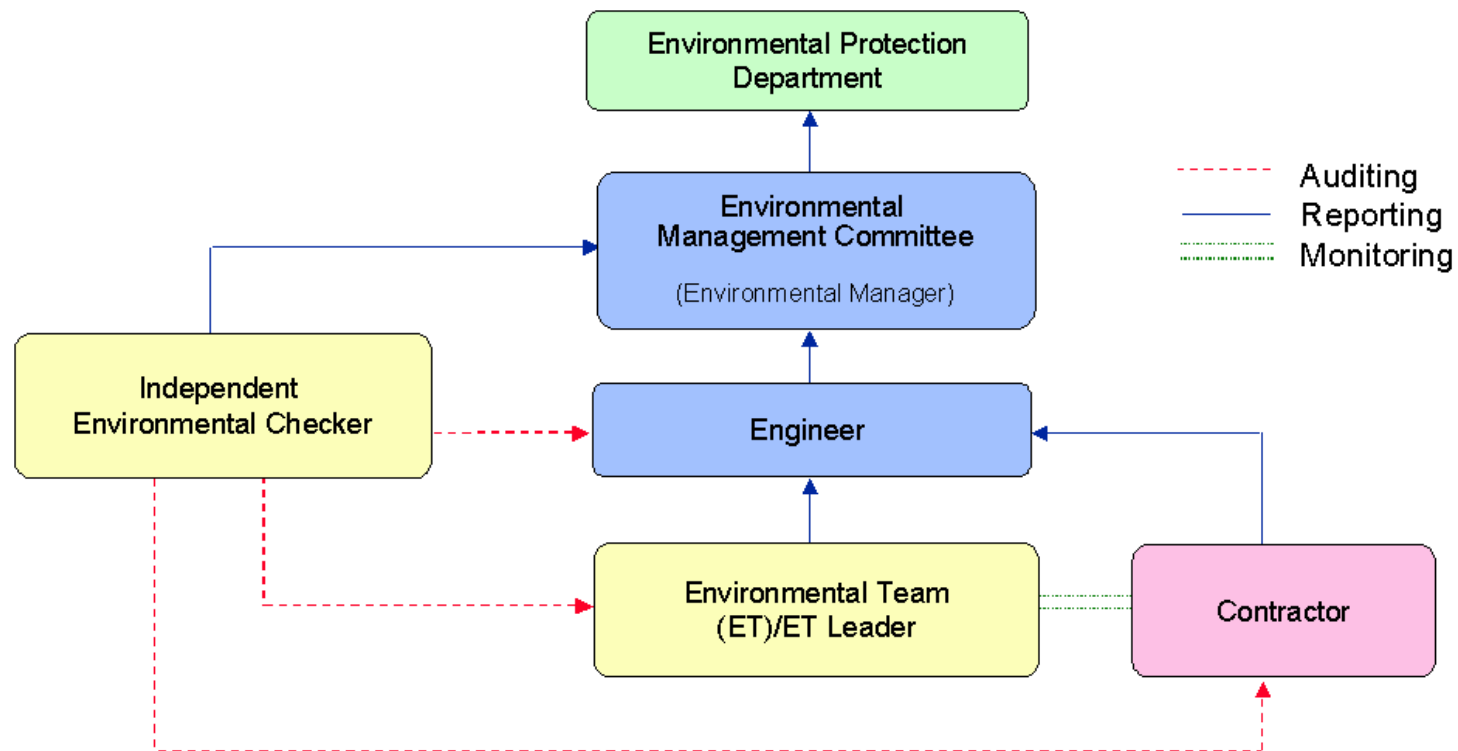 Environmental Protection
Department
Auditing
Reporting
Monitoring
Environmental
Management Committee
(Environmental Manager)
Independent
Environmental Checker
Engineer
Environmental Team
(ET)/ET Leader
Contractor